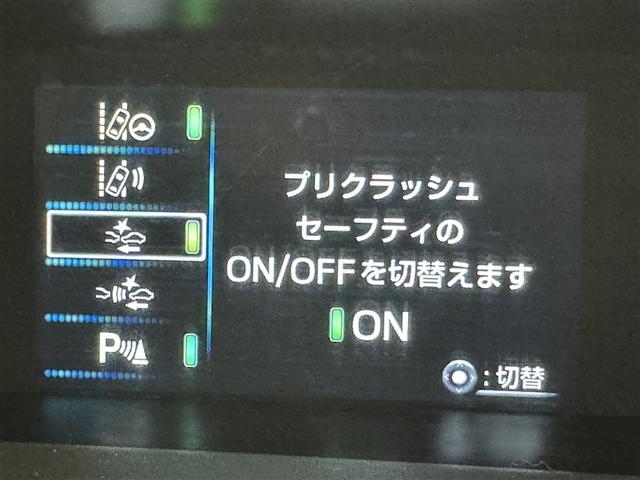 プリクラッシュ
セーフティの
ON/OFFを切替えます
ON
P
:切替